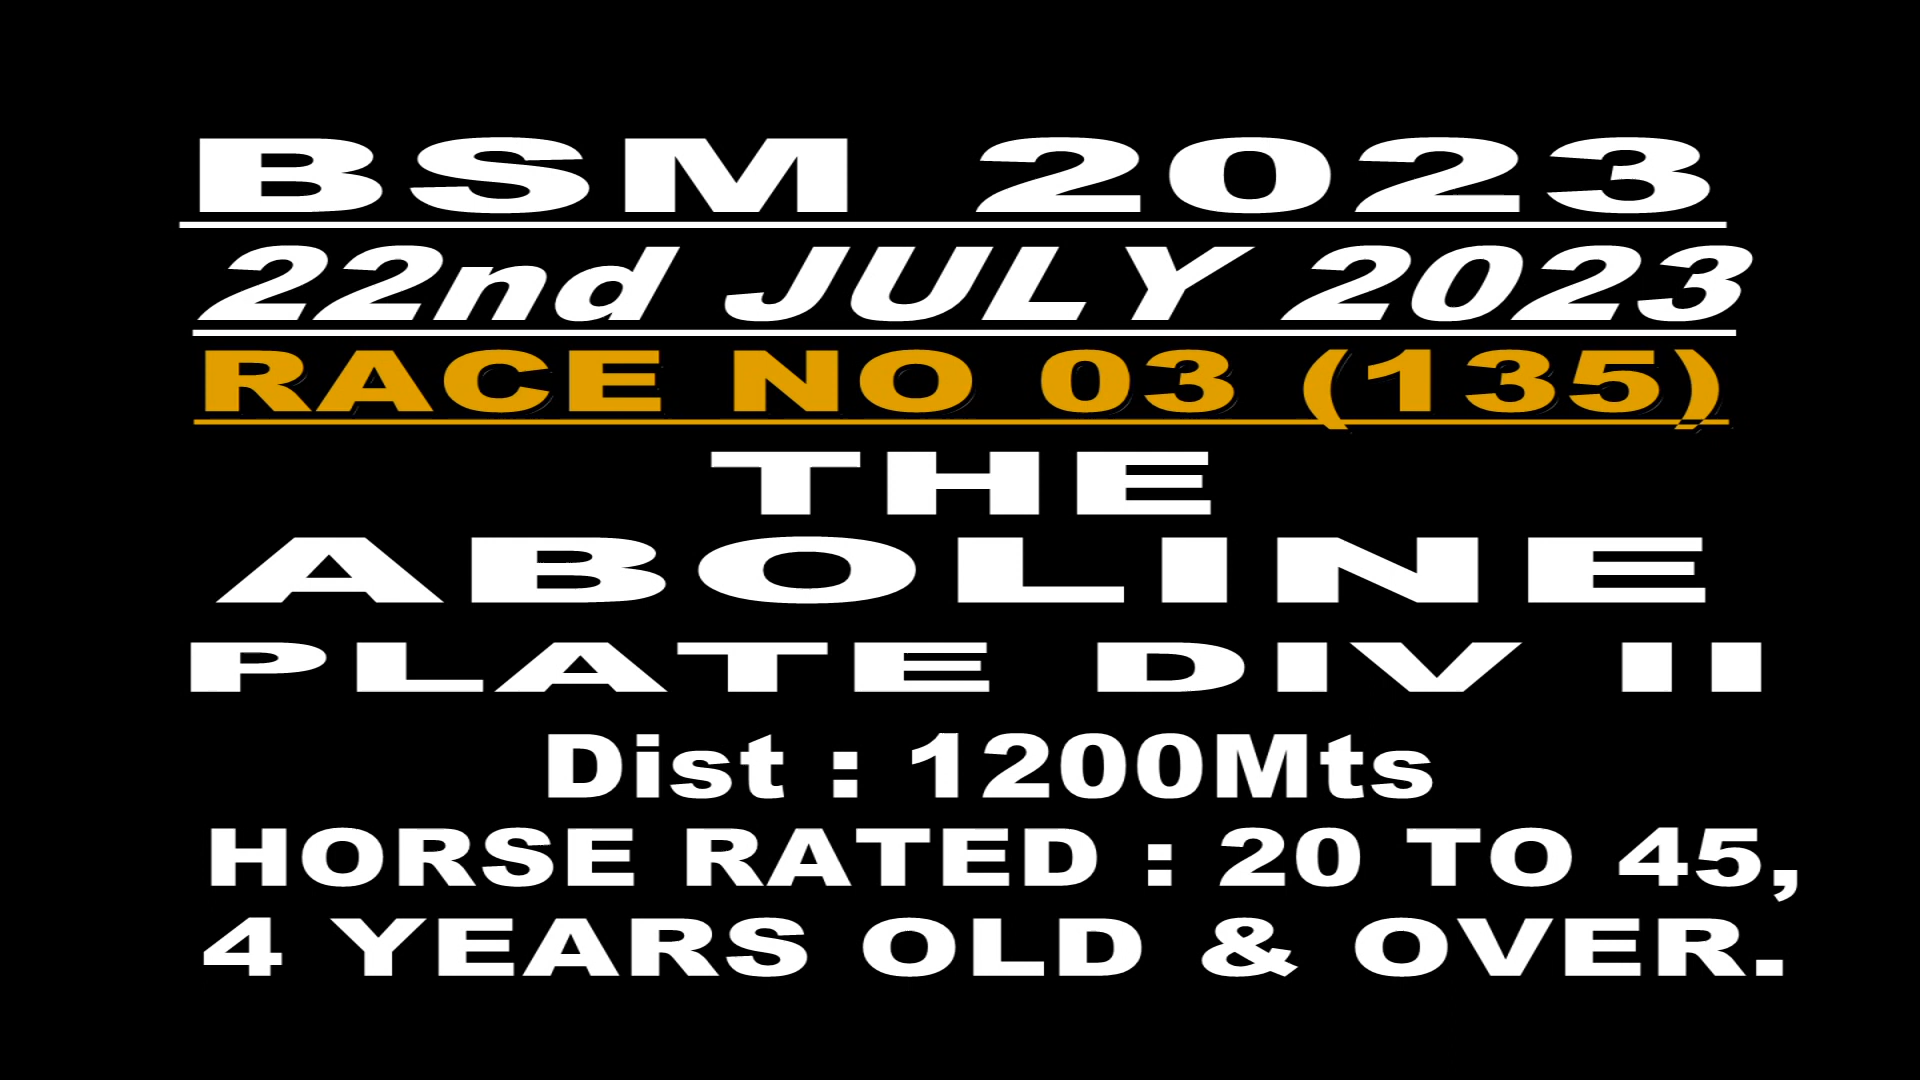 BSM 2023
22nd JULY 2023
RACE NO 03 (135)
THE
ABOLINE
PLATE DIV II
Dist : 1200Mts
HORSE RATED : 20 TO 45,
4 YEARS OLD & OVER.